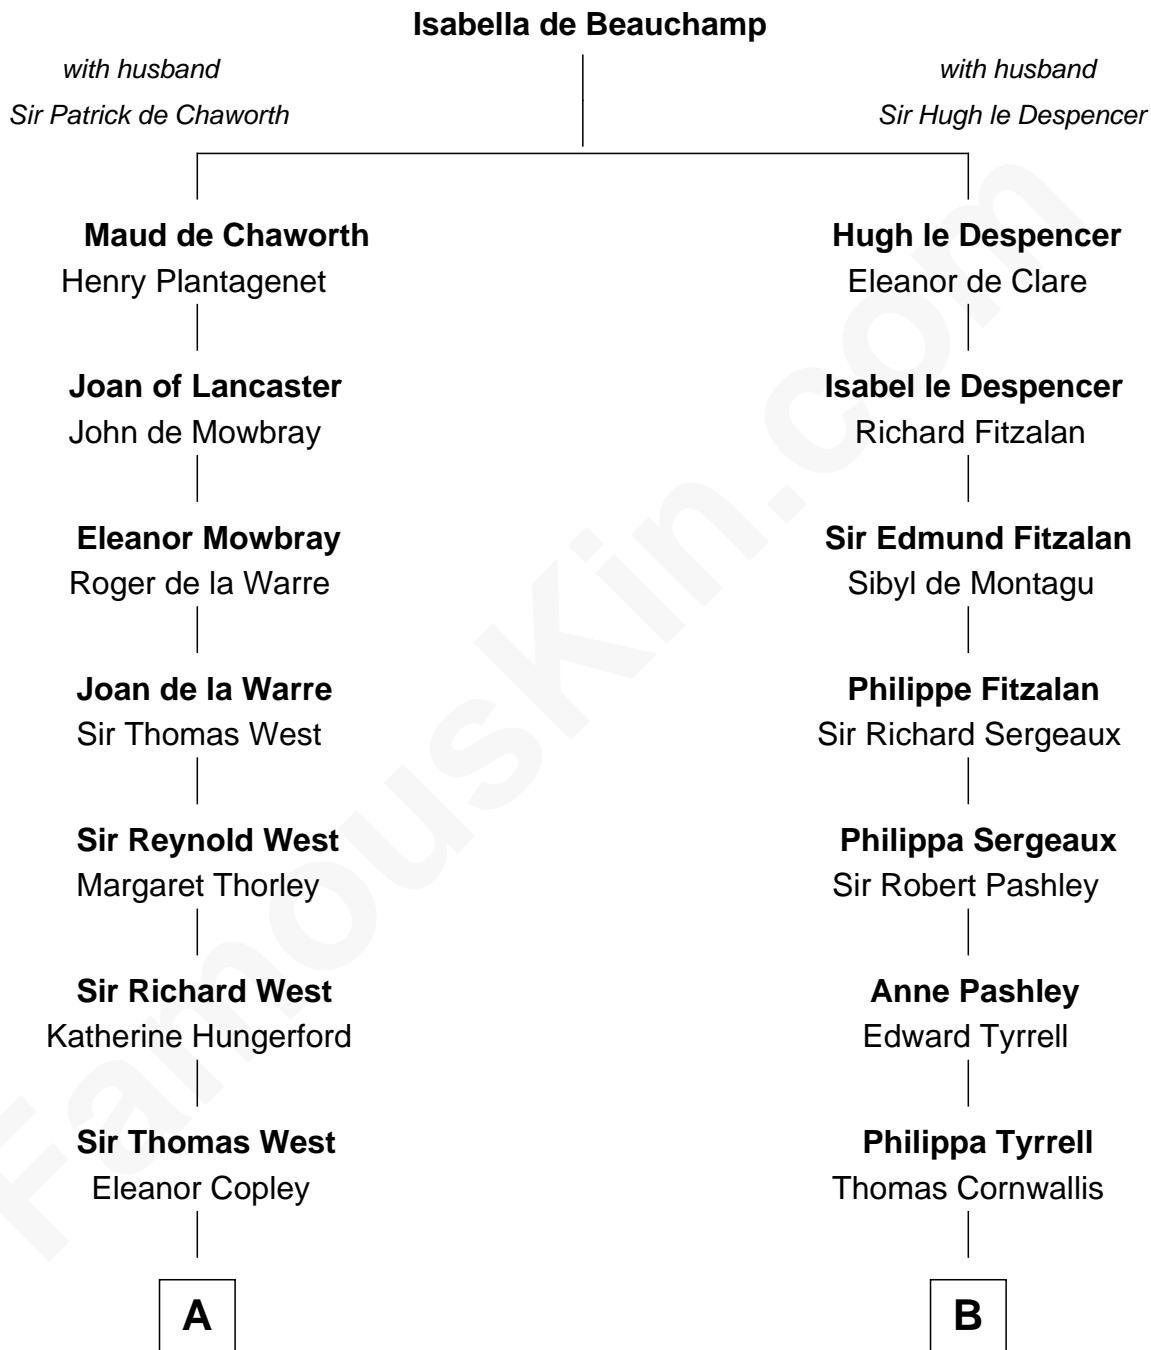 Isabella de Beauchamp
with husband
Sir Patrick de Chaworth
with husband
Sir Hugh le Despencer
Maud de Chaworth
Henry Plantagenet
Hugh le Despencer
Eleanor de Clare
Joan of Lancaster
John de Mowbray
Isabel le Despencer
Richard Fitzalan
Eleanor Mowbray
Roger de la Warre
Sir Edmund Fitzalan
Sibyl de Montagu
Joan de la Warre
Sir Thomas West
Philippe Fitzalan
Sir Richard Sergeaux
Sir Reynold West
Margaret Thorley
Philippa Sergeaux
Sir Robert Pashley
Sir Richard West
Katherine Hungerford
Anne Pashley
Edward Tyrrell
Sir Thomas West
Eleanor Copley
Philippa Tyrrell
Thomas Cornwallis
A
B
FamousKin.com